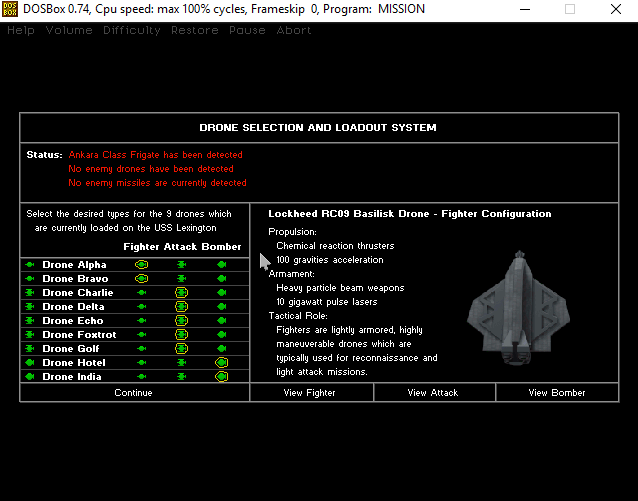 DOS BOX
DOSBox 0.74, Cpu speed: max 100% cycles, Frameskip 0, Program: MISSION
Help Volume Difficulty Restore Pause Abort
DRONE SELECTION AND LOADOUT SYSTEM
Status: Ankara Class Frigate has been detected
No enemy drones have been detected
No enemy missiles are currently detected
Select the desired types for the 9 drones which
are currently loaded on the USS Lexington
Fighter Attack Bomber
Drone Alpha
Drone Bravo
Drone Charlie
Drone Delta
Drone Echo
Drone Foxtrot
Drone Golf
Drone Hotel
Drone India
Continue
Lockheed RC09 Basilisk Drone - Fighter Configuration
Propulsion:
Chemical reaction thrusters
100 gravities acceleration
Armament:
Heavy particle beam weapons
10 gigawatt pulse lasers
Tactical Role:
Fighters are lightly armored, highly
maneuverable drones which are
typically used for reconnaissance and
light attack missions.
View Fighter
View Attack
View Bomber